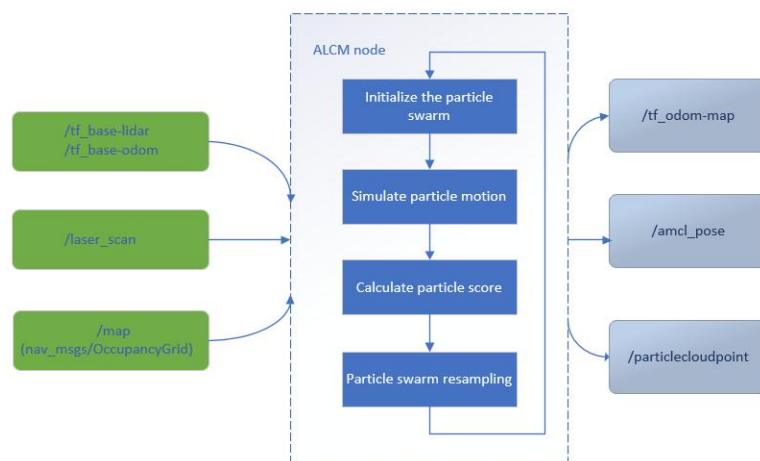 ALCM node
/tf_base-lidar
/tf_base-odom
/laser_scan
/map
(nav_msgs/OccupancyGrid)
Initialize the particle
swarm
Simulate particle motion
Calculate particle score
Particle swarm resampling
/tf_odom-map
/amcl_pose
/particlecloudpoint